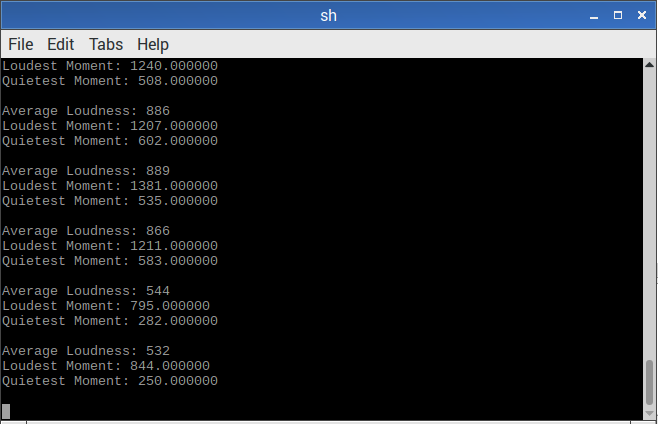 sh
File Edit Tabs Help
Loudest Moment: 1240.000000
Quietest Moment: 508.000000
Average Loudness: 886
Loudest Moment: 1207.000000
Quietest Moment: 602.000000
Average Loudness: 889
Loudest Moment: 1381.000000
Quietest Moment: 535.000000
Average Loudness: 866
Loudest Moment: 1211.000000
Quietest Moment: 583.000000
Average Loudness: 544
Loudest Moment: 795.000000
Quietest Moment: 282.000000
Average Loudness: 532
Loudest Moment: 844.000000
Quietest Moment: 250.000000